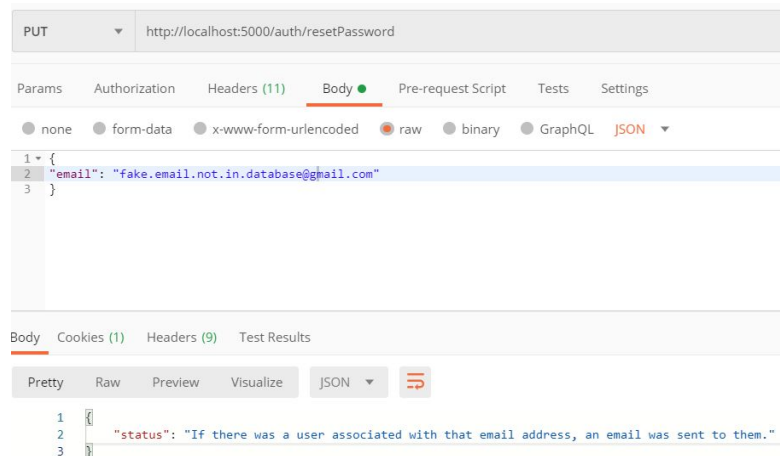 PUT http://localhost:5000/auth/resetPassword
Params Authorization Headers (11) Body Pre-request Script Tests Settings
none form-data x-www-form-urlencoded raw binary GraphQL JSON
1 {
2 "email": "fake.email.not.in.database@gmail.com"
3 }
Body Cookies (1) Headers (9) Test Results
Pretty Raw Preview Visualize JSON
1 {
2 "status": "If there was a user associated with that email address, an email was sent to them."
3 }